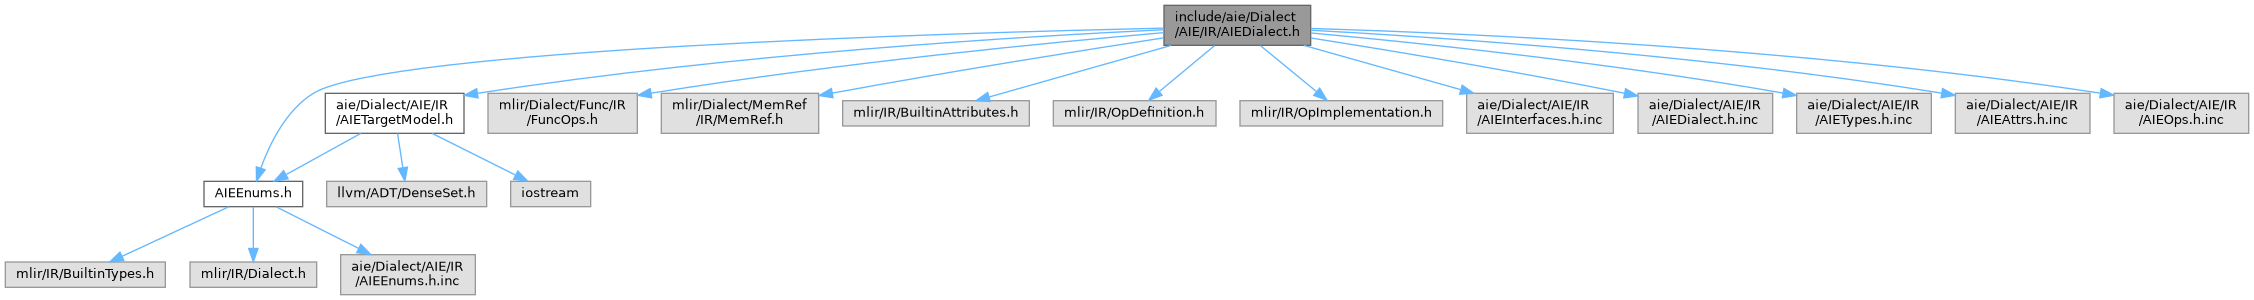 include/aie/Dialect
/AIE/IR/AIEDialect.h
aie/Dialect/AIE/IR
/AIETargetModel.h
mlir/Dialect/Func/IR
/FuncOps.h
mlir/Dialect/MemRef
/IR/MemRef.h
mlir/IR/BuiltinAttributes.h
mlir/IR/OpDefinition.h
mlir/IR/OpImplementation.h
aie/Dialect/AIE/IR
/AIEInterfaces.h.inc
aie/Dialect/AIE/IR
/AIEDialect.h.inc
aie/Dialect/AIE/IR
/AIETypes.h.inc
aie/Dialect/AIE/IR
/AIEAttrs.h.inc
aie/Dialect/AIE/IR
/AIEOps.h.inc
AIEEnums.h
llvm/ADT/DenseSet.h
iostream
mlir/IR/BuiltinTypes.h
mlir/IR/Dialect.h
aie/Dialect/AIE/IR
/AIEEnums.h.inc